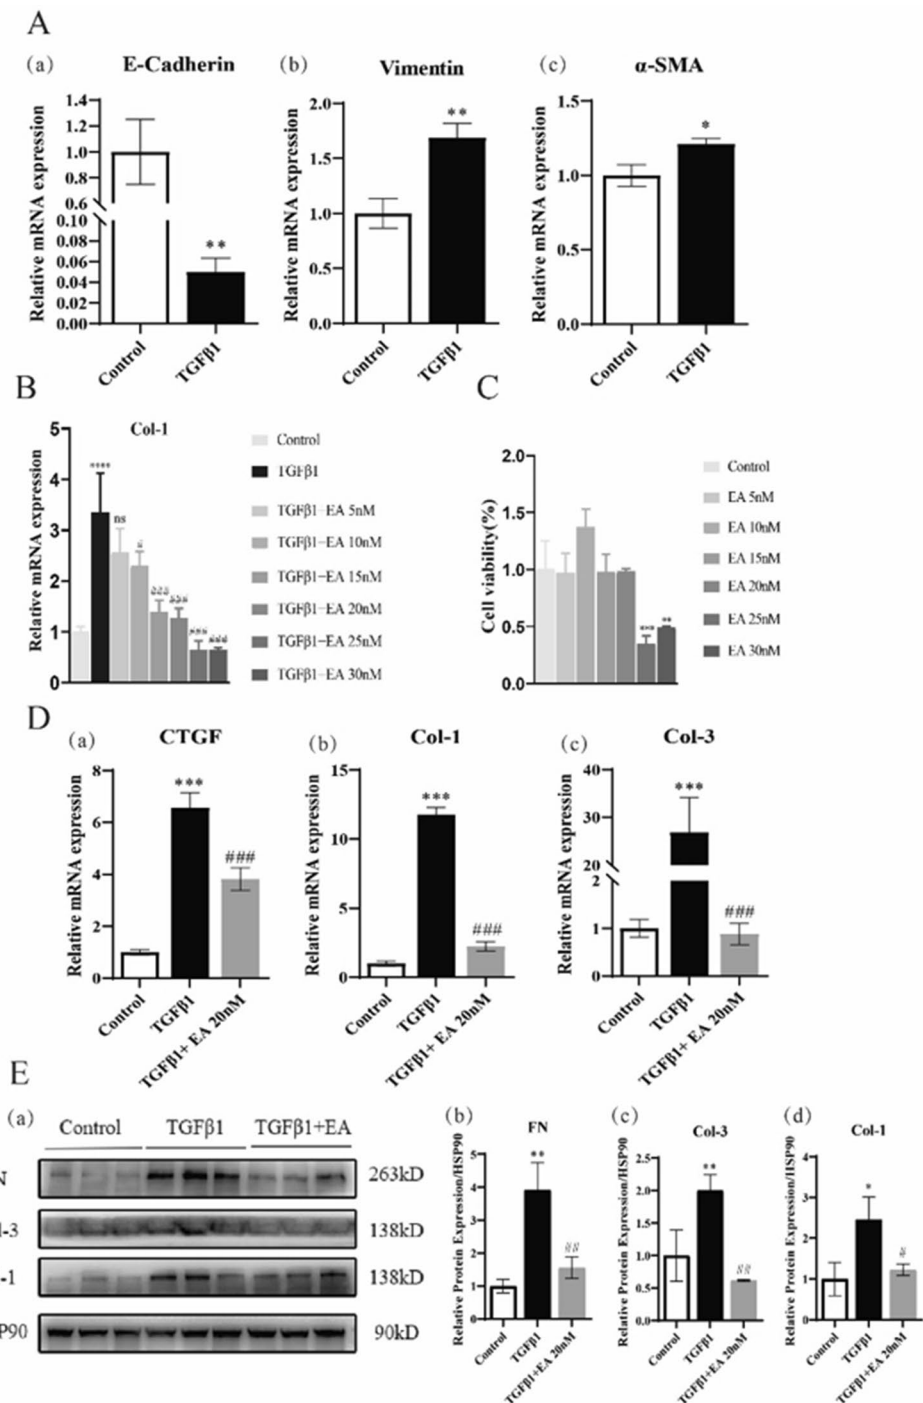 A
(a) E-Cadherin
(b) Vimentin
(c) α-SMA
Relative mRNA expression
1.4
1.2
1.0
0.8
0.6
0.10
0.08
0.06
0.04
0.02
0.00
**
Control
TGFβ1
Relative mRNA expression
2.0
1.5
1.0
0.5
0.0
**
Control
TGFβ1
Relative mRNA expression
1.5
1.0
0.5
0.0
*
Control
TGFβ1
B
Col-1
Relative mRNA expression
5
4
3
2
1
0
****
ns
Control
TGFβ1
TGFβ1-EA 5nM
TGFβ1-EA 10nM
TGFβ1-EA 15nM
TGFβ1-EA 20nM
TGFβ1-EA 25nM
TGFβ1-EA 30nM
C
Cell viability(%)
2.0
1.5
1.0
0.5
0.0
***
**
Control
EA 5nM
EA 10nM
EA 15nM
EA 20nM
EA 25nM
EA 30nM
D
(a) CTGF
(b) Col-1
(c) Col-3
Relative mRNA expression
8
6
4
2
0
***
###
Control
TGFβ1
TGFβ1+ EA 20nM
Relative mRNA expression
15
10
5
0
***
###
Control
TGFβ1
TGFβ1+ EA 20nM
Relative mRNA expression
40
30
20
2
1
0
***
###
Control
TGFβ1
TGFβ1+ EA 20nM
E
(a)
Control TGFβ1 TGFβ1+EA
N 263kD
l-3 138kD
-1 138kD
P90 90kD
(b) FN
Relative Protein Expression/HSP90
5
4
3
2
1
0
**
##
Control
TGFβ1
TGFβ1+EA 20nM
(c) Col-3
Relative Protein Expression/HSP90
2.5
2.0
1.5
1.0
0.5
0.0
**
##
Control
TGFβ1
TGFβ1+EA 20nM
(d) Col-1
Relative Protein Expression/HSP90
4
3
2
1
0
*
#
Control
TGFβ1
TGFβ1+EA 20nM